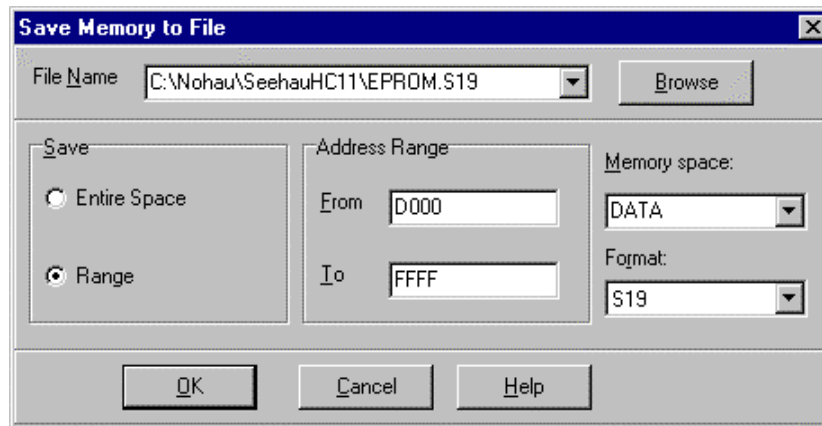 Save Memory to File
File Name C:\Nohau\SeehauHC11\EPROM.S19 Browse
Save
Entire Space
Range
Address Range
From D000
To FFFF
Memory space:
DATA
Format:
S19
OK Cancel Help